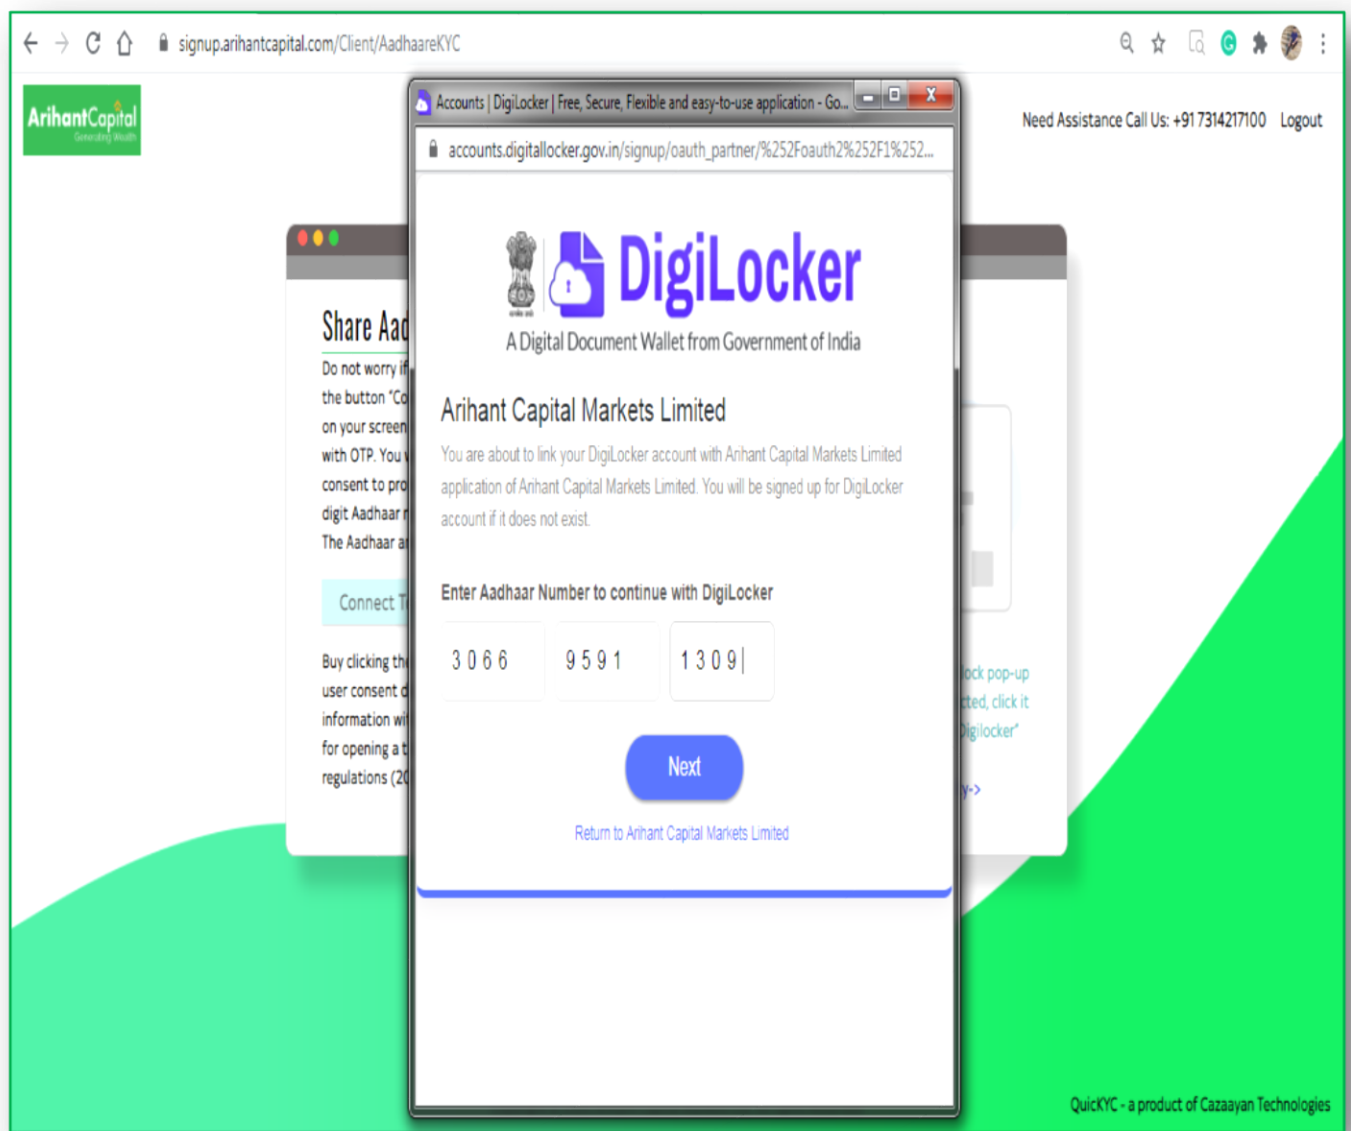 signup.arihantcapital.com/Client/AadhaareKYC
ArihantCapital
Generating Wealth
Need Assistance Call Us: +91 7314217100 Logout
Accounts | DigiLocker | Free, Secure, Flexible and easy-to-use application - Go...
X
accounts.digitallocker.gov.in/signup/oauth_partner/%252Foauth2%252F1%252...
DigiLocker
A Digital Document Wallet from Government of India
Arihant Capital Markets Limited
You are about to link your DigiLocker account with Arihant Capital Markets Limited
application of Arihant Capital Markets Limited. You will be signed up for DigiLocker
account if it does not exist.
Enter Aadhaar Number to continue with DigiLocker
3066 9591 1309
Next
Return to Arihant Capital Markets Limited
Share Aad
Do not worry if
the button "Co
on your screen
with OTP. You
consent to pro
digit Aadhaar
The Aadhaar
Connect
Buy clicking the
user consent d
information wi
for opening a t
regulations (20
lock pop-up
cted, click it
Digilocker"
y->
QuicKYC - a product of Cazaayan Technologies